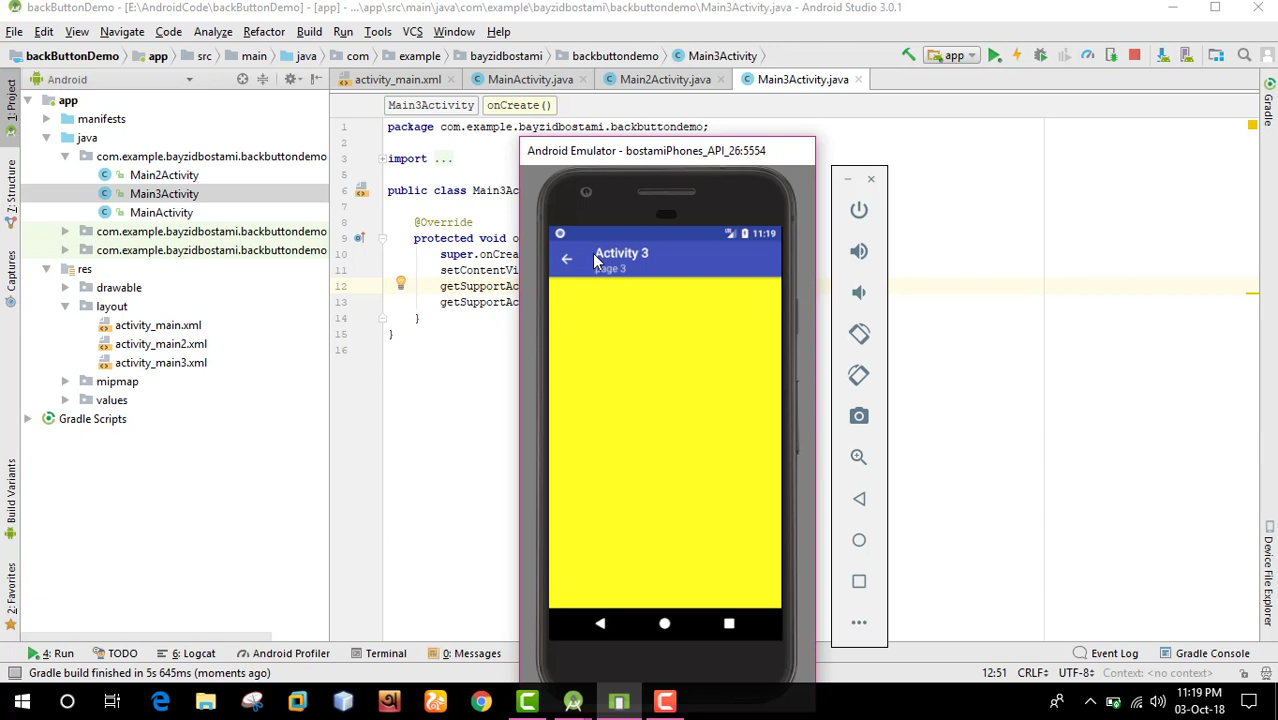 backButtonDemo - [E:\AndroidCode\backButtonDemo] - [app] - ...\app\src\main\java\com\example\bayzidbostami\backbuttondemo\Main3Activity.java - Android Studio 3.0.1
File Edit View Navigate Code Analyze Refactor Build Run Tools VCS Window Help
backButtonDemo app src main java com example bayzidbostami backbuttondemo Main3Activity app
Android activity_main.xml MainActivity.java Main2Activity.java Main3Activity.java
1: Project
Z: Structure
Captures
Build Variants
2: Favorites
app
manifests
java
com.example.bayzidbostami.backbuttondemo
Main2Activity
Main3Activity
MainActivity
com.example.bayzidbostami.backbuttondemo
com.example.bayzidbostami.backbuttondemo
res
drawable
layout
activity_main.xml
activity_main2.xml
activity_main3.xml
mipmap
values
Gradle Scripts
Main3Activity onCreate()
1 package com.example.bayzidbostami.backbuttondemo;
2
3 import ...
6 public class Main3Ac
7
8 @Override
9 protected void o
10 super.onCrea
11 setContentVi
12 getSupportAc
13 getSupportAc
14 }
15 }
16
Android Emulator - bostamiPhones_API_26:5554
11:19
Activity 3
page 3
Gradle
Device File Explorer
4: Run TODO 6: Logcat Android Profiler Terminal 0: Messages Event Log Gradle Console
Gradle build finished in 5s 645ms (moments ago) 12:51 CRLF÷ UTF-8÷ Context: <no context>
11:19 PM
03-Oct-18